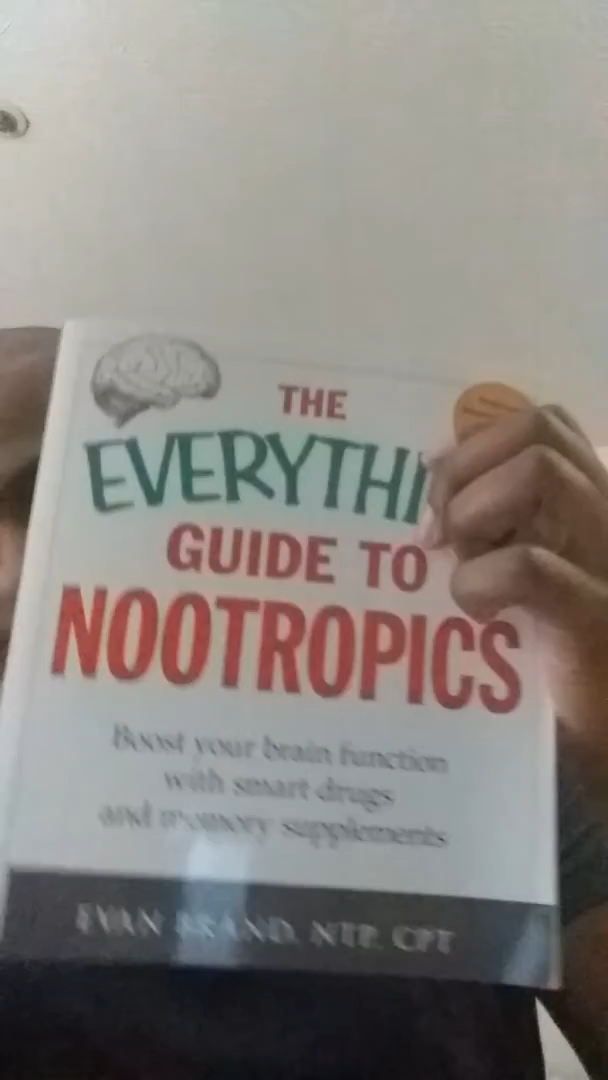 THE
EVERYTHI
GUIDE TO
NOOTROPICS
Boost your brain function
with smart drugs
and memory supplements
EVAN BRAND, NTP, CPT